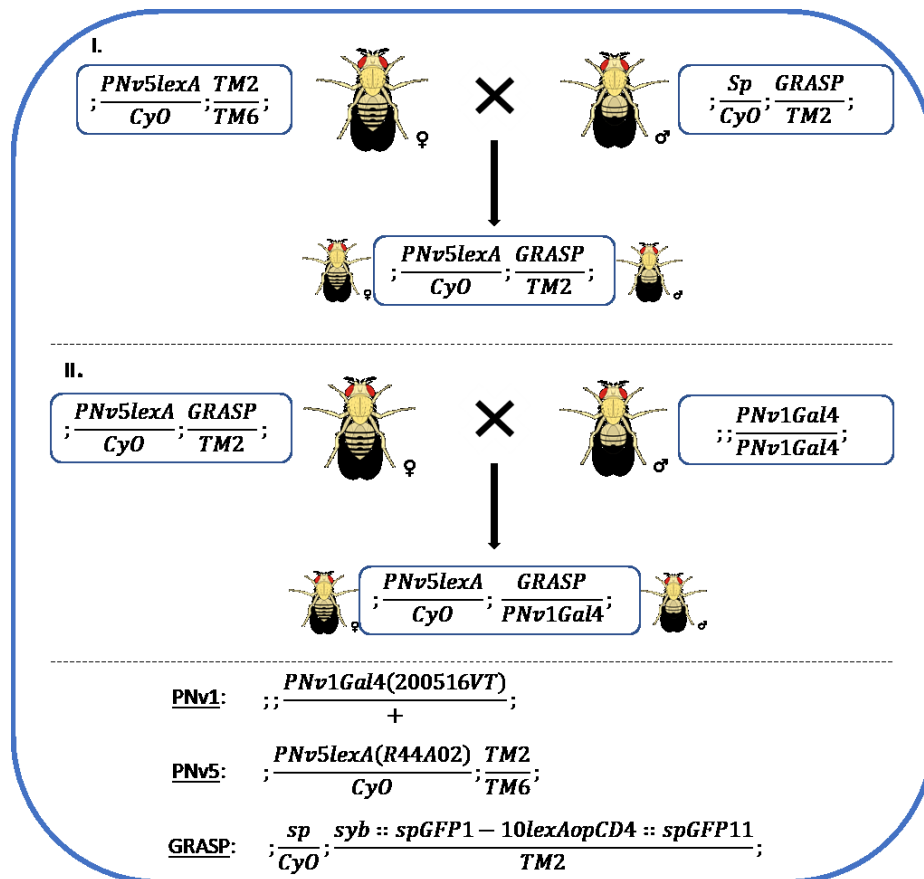 I.
;PNv5lexA/CyO;TM2/TM6; ♀ × ♂ ;Sp/CyO;GRASP/TM2;
♀ ;PNv5lexA/CyO;GRASP/TM2; ♂
II.
;PNv5lexA/CyO;GRASP/TM2; ♀ × ♂ ;;PNv1Gal4/PNv1Gal4;
♀ ;PNv5lexA/CyO;GRASP/PNv1Gal4; ♂
PNv1: ;;PNv1Gal4(200516VT)/+;
PNv5: ;PNv5lexA(R44A02)/CyO;TM2/TM6;
GRASP: ;sp/CyO;syb :: spGFP1 − 10lexAopCD4 :: spGFP11/TM2;